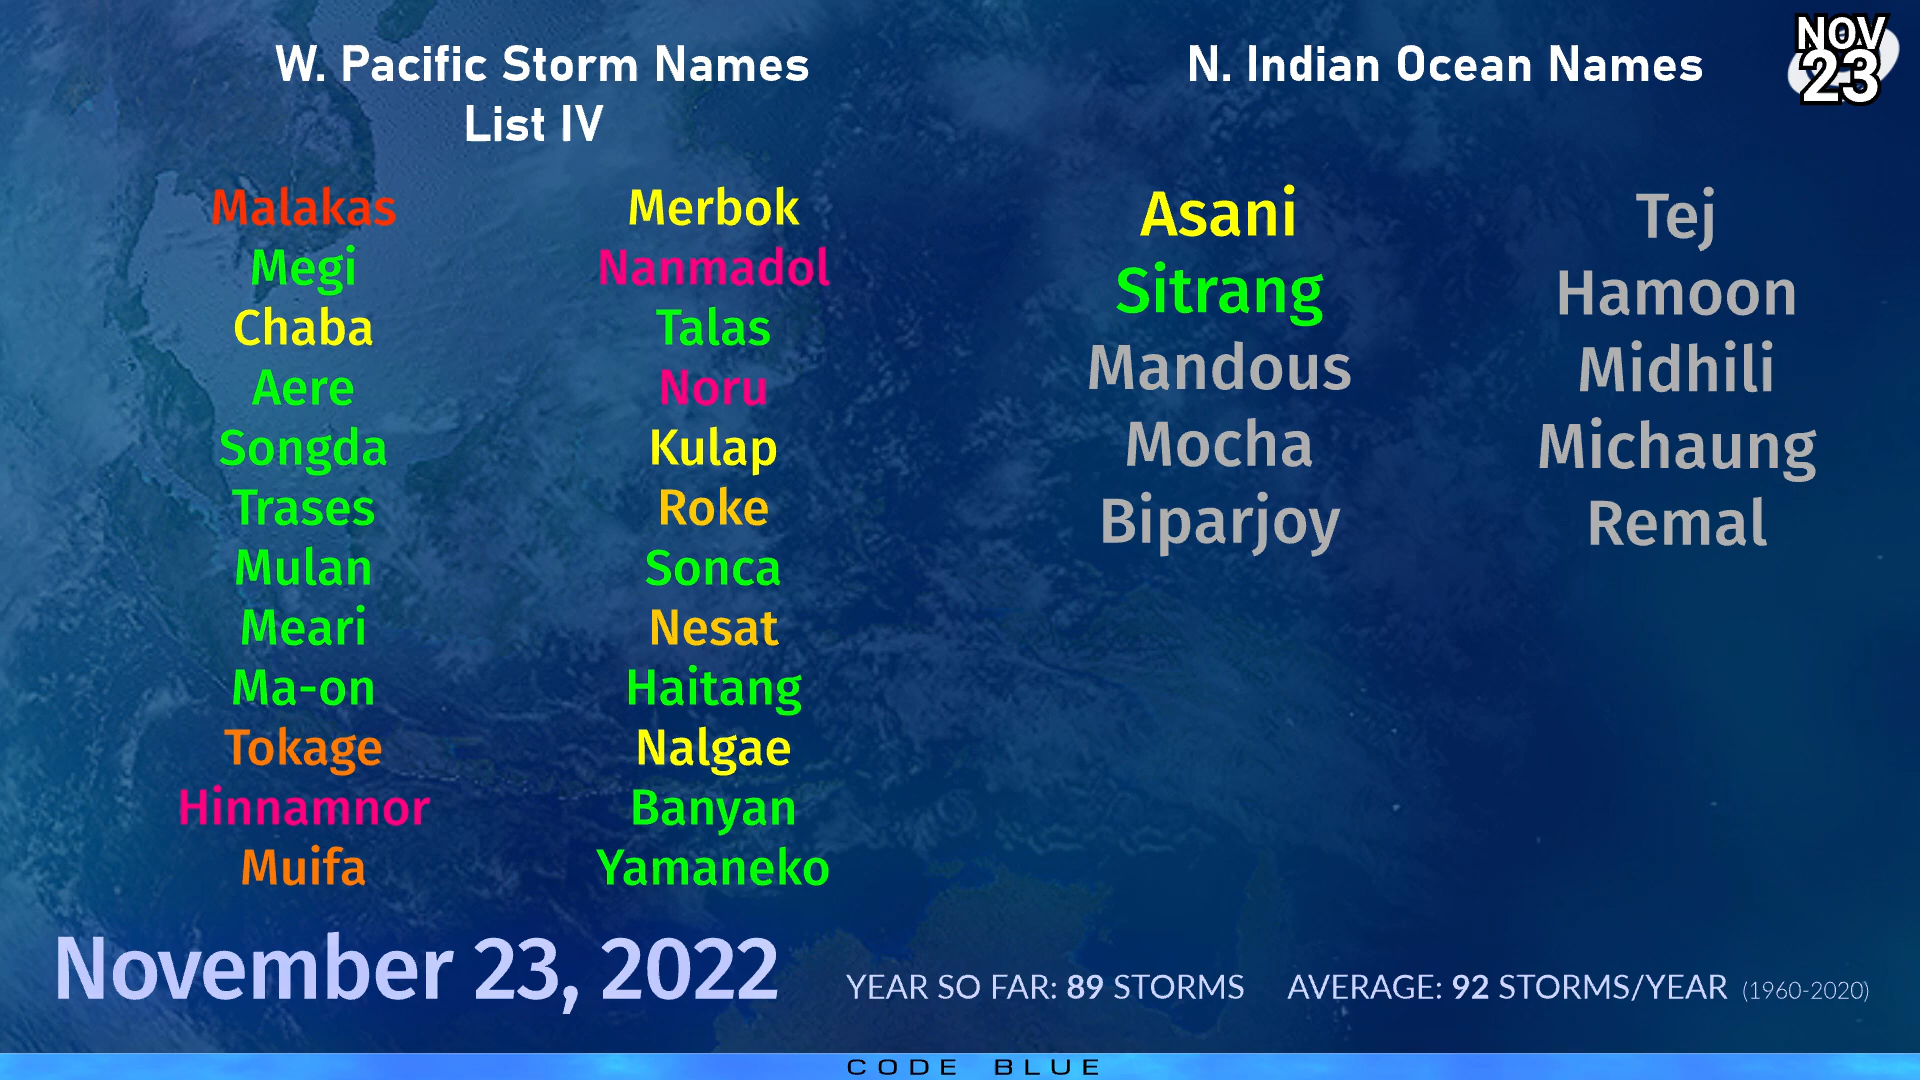 W. Pacific Storm Names
List IV
Malakas
Megi
Chaba
Aere
Songda
Trases
Mulan
Meari
Ma-on
Tokage
Hinnamnor
Muifa
Merbok
Nanmadol
Talas
Noru
Kulap
Roke
Sonca
Nesat
Haitang
Nalgae
Banyan
Yamaneko
N. Indian Ocean Names
Asani
Sitrang
Mandous
Mocha
Biparjoy
Tej
Hamoon
Midhili
Michaung
Remal
NOV
23
November 23, 2022
YEAR SO FAR: 89 STORMS
AVERAGE: 92 STORMS/YEAR (1960-2020)
CODE BLUE